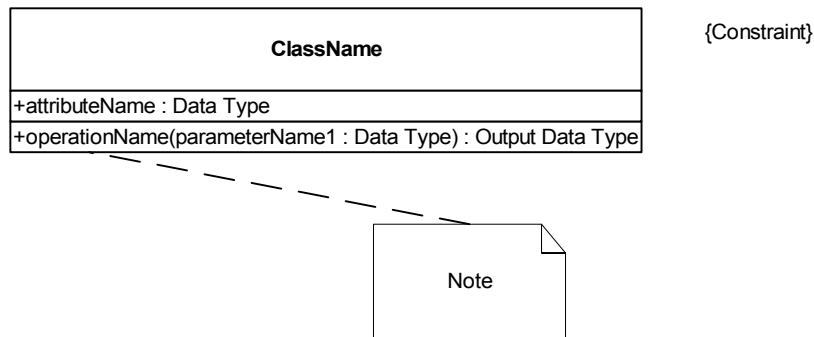 ClassName
{Constraint}
+attributeName : Data Type
+operationName(parameterName1 : Data Type) : Output Data Type
Note